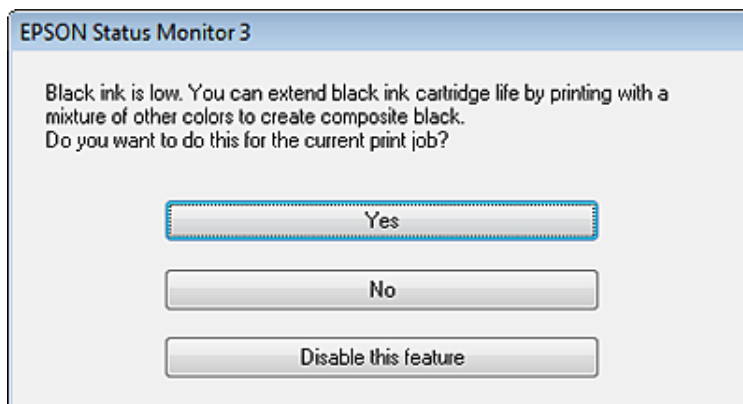 EPSON Status Monitor 3
Black ink is low. You can extend black ink cartridge life by printing with a
mixture of other colors to create composite black.
Do you want to do this for the current print job?
Yes
No
Disable this feature